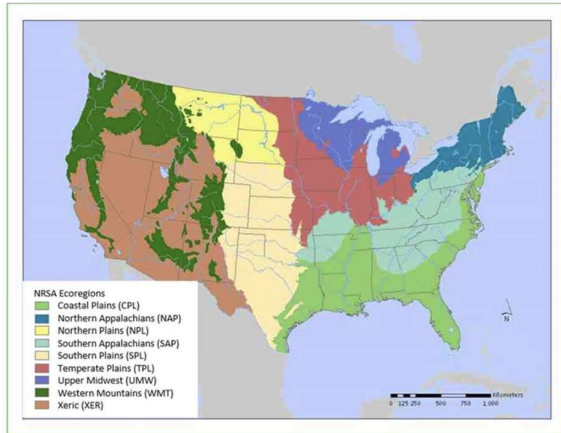 NRSA Ecoregions
Coastal Plains (CPL)
Northern Appalachians (NAP)
Northern Plains (NPL)
Southern Appalachians (SAP)
Southern Plains (SPL)
Temperate Plains (TPL)
Upper Midwest (UMW)
Western Mountains (WMT)
Xeric (XER)
N
Kilometers
0 125 250 500 750 1,000